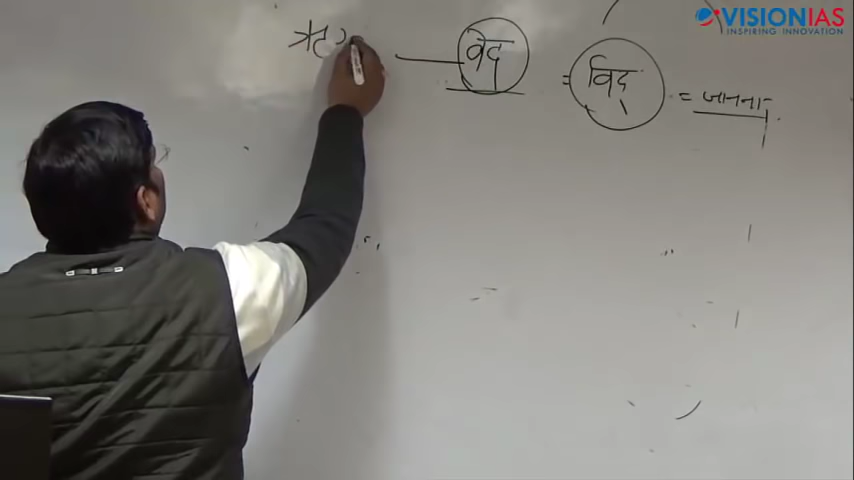 VISIONIAS
INSPIRING INNOVATION
वेद = विद् = जानना